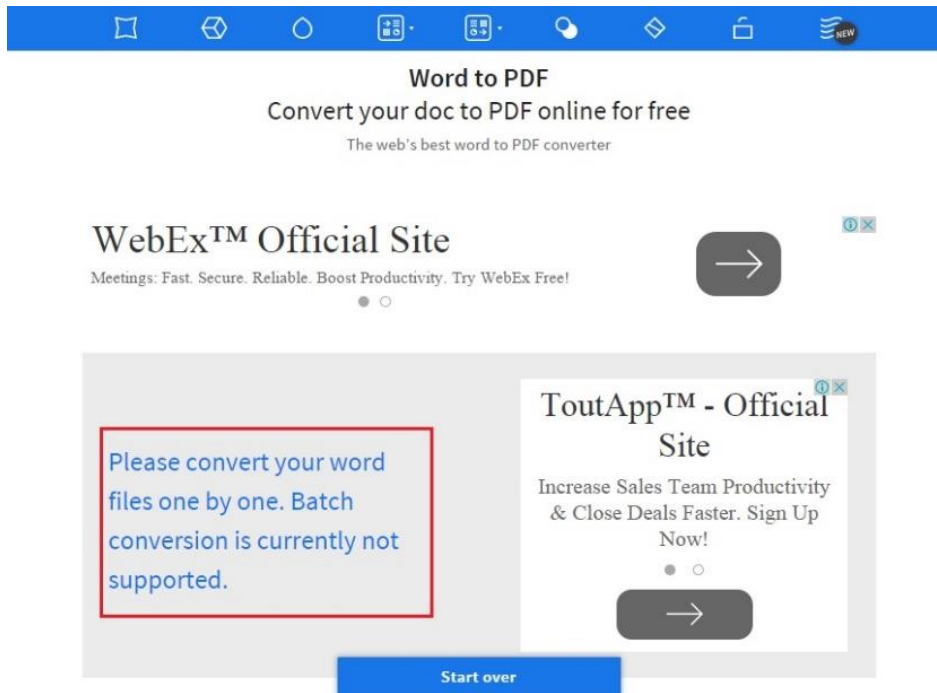 NEW
Word to PDF
Convert your doc to PDF online for free
The web's best word to PDF converter
WebEx™ Official Site
Meetings: Fast. Secure. Reliable. Boost Productivity. Try WebEx Free!
Please convert your word
files one by one. Batch
conversion is currently not
supported.
ToutApp™ - Official
Site
Increase Sales Team Productivity
& Close Deals Faster. Sign Up
Now!
Start over